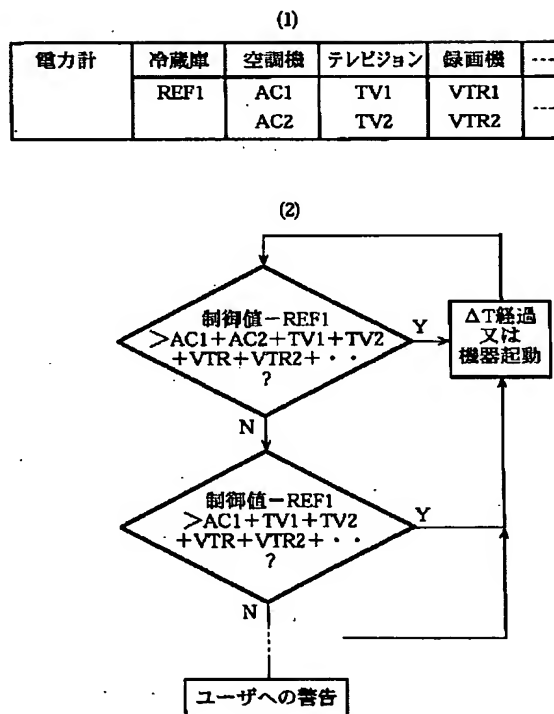 (1)
電力計 冷蔵庫 空調機 テレビジョン 録画機 ----
REF1 AC1 TV1 VTR1
AC2 TV2 VTR2 ----
(2)
制御値－REF1
＞AC1＋AC2＋TV1＋TV2
＋VTR＋VTR2＋・・
?
Y
ΔT経過
又は
機器起動
N
制御値－REF1
＞AC1＋TV1＋TV2
＋VTR＋VTR2＋・・
?
Y
N
ユーザへの警告